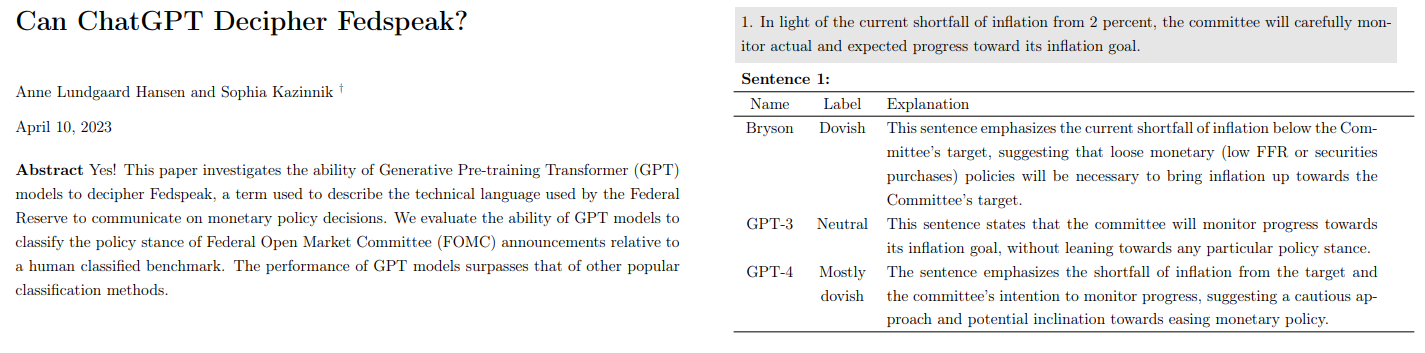 Can ChatGPT Decipher Fedspeak?
Anne Lundgaard Hansen and Sophia Kazinnik †
April 10, 2023
Abstract Yes! This paper investigates the ability of Generative Pre-training Transformer (GPT)
models to decipher Fedspeak, a term used to describe the technical language used by the Federal
Reserve to communicate on monetary policy decisions. We evaluate the ability of GPT models to
classify the policy stance of Federal Open Market Committee (FOMC) announcements relative to
a human classified benchmark. The performance of GPT models surpasses that of other popular
classification methods.
1. In light of the current shortfall of inflation from 2 percent, the committee will carefully mon-
itor actual and expected progress toward its inflation goal.
Sentence 1:
Name Label Explanation
Bryson Dovish This sentence emphasizes the current shortfall of inflation below the Com-
mittee's target, suggesting that loose monetary (low FFR or securities
purchases) policies will be necessary to bring inflation up towards the
Committee's target.
GPT-3 Neutral This sentence states that the committee will monitor progress towards
its inflation goal, without leaning towards any particular policy stance.
GPT-4 Mostly The sentence emphasizes the shortfall of inflation from the target and
dovish the committee's intention to monitor progress, suggesting a cautious ap-
proach and potential inclination towards easing monetary policy.